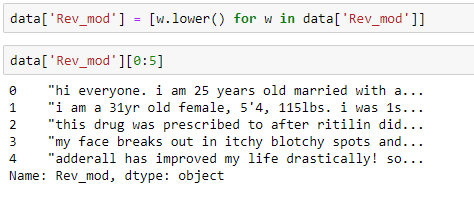 data['Rev_mod'] = [w.lower() for w in data['Rev_mod']]
data['Rev_mod'][0:5]
0    "hi everyone. i am 25 years old married with a...
1    "i am a 31yr old female, 5'4, 115lbs. i was 1s...
2    "this drug was prescribed to after ritilin did...
3    "my face breaks out in itchy blotchy spots and...
4    "adderall has improved my life drastically! so...
Name: Rev_mod, dtype: object